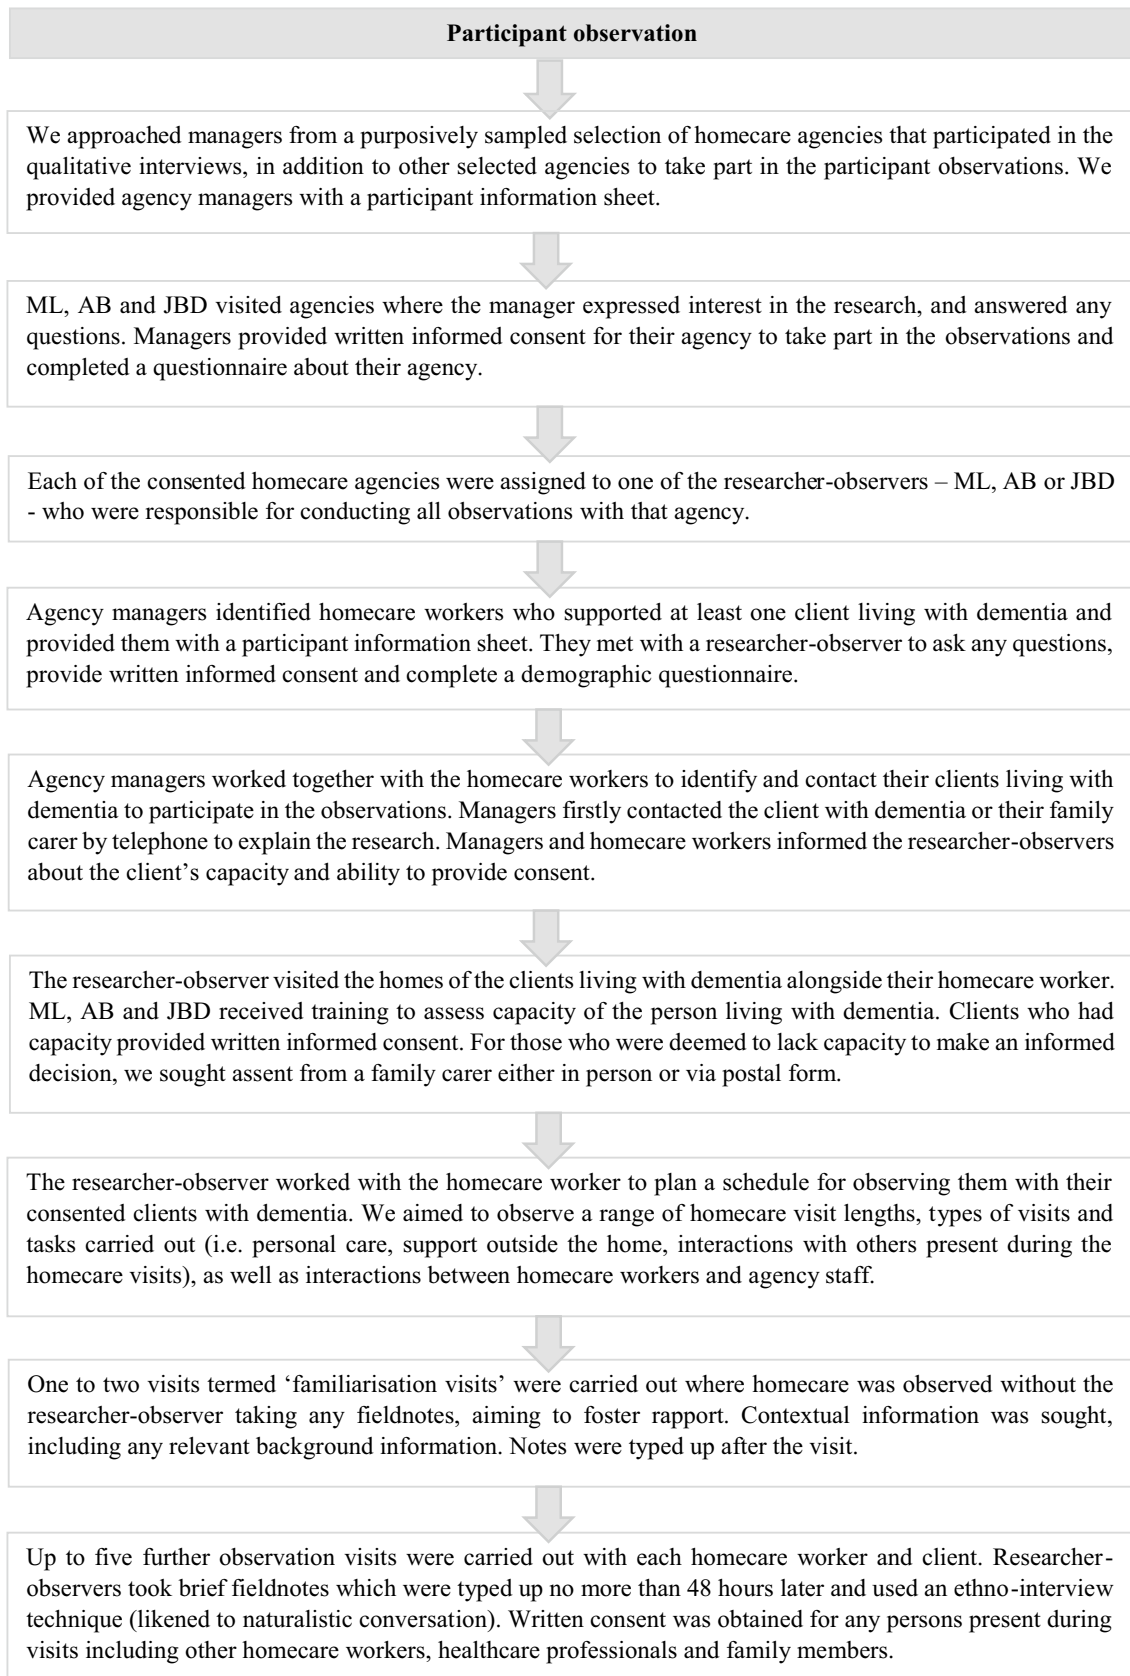 Participant observation
We approached managers from a purposively sampled selection of homecare agencies that participated in the
qualitative interviews, in addition to other selected agencies to take part in the participant observations. We
provided agency managers with a participant information sheet.
ML, AB and JBD visited agencies where the manager expressed interest in the research, and answered any
questions. Managers provided written informed consent for their agency to take part in the observations and
completed a questionnaire about their agency.
Each of the consented homecare agencies were assigned to one of the researcher-observers – ML, AB or JBD
- who were responsible for conducting all observations with that agency.
Agency managers identified homecare workers who supported at least one client living with dementia and
provided them with a participant information sheet. They met with a researcher-observer to ask any questions,
provide written informed consent and complete a demographic questionnaire.
Agency managers worked together with the homecare workers to identify and contact their clients living with
dementia to participate in the observations. Managers firstly contacted the client with dementia or their family
carer by telephone to explain the research. Managers and homecare workers informed the researcher-observers
about the client’s capacity and ability to provide consent.
The researcher-observer visited the homes of the clients living with dementia alongside their homecare worker.
ML, AB and JBD received training to assess capacity of the person living with dementia. Clients who had
capacity provided written informed consent. For those who were deemed to lack capacity to make an informed
decision, we sought assent from a family carer either in person or via postal form.
The researcher-observer worked with the homecare worker to plan a schedule for observing them with their
consented clients with dementia. We aimed to observe a range of homecare visit lengths, types of visits and
tasks carried out (i.e. personal care, support outside the home, interactions with others present during the
homecare visits), as well as interactions between homecare workers and agency staff.
One to two visits termed ‘familiarisation visits’ were carried out where homecare was observed without the
researcher-observer taking any fieldnotes, aiming to foster rapport. Contextual information was sought,
including any relevant background information. Notes were typed up after the visit.
Up to five further observation visits were carried out with each homecare worker and client. Researcher-
observers took brief fieldnotes which were typed up no more than 48 hours later and used an ethno-interview
technique (likened to naturalistic conversation). Written consent was obtained for any persons present during
visits including other homecare workers, healthcare professionals and family members.